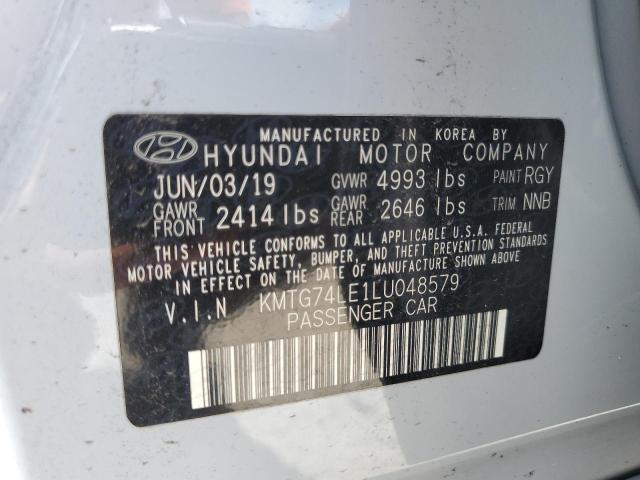 MANUFACTURED IN KOREA BY
HYUNDAI MOTOR COMPANY
JUN/03/19 GVWR 4993 lbs PAINT RGY
GAWR FRONT 2414 lbs GAWR REAR 2646 lbs TRIM NNB
THIS VEHICLE CONFORMS TO ALL APPLICABLE U.S.A. FEDERAL
MOTOR VEHICLE SAFETY, BUMPER, AND THEFT PREVENTION STANDARDS
IN EFFECT ON THE DATE OF MANUFACTURE SHOWN ABOVE.
V.I.N KMTG74LE1LU048579
PASSENGER CAR